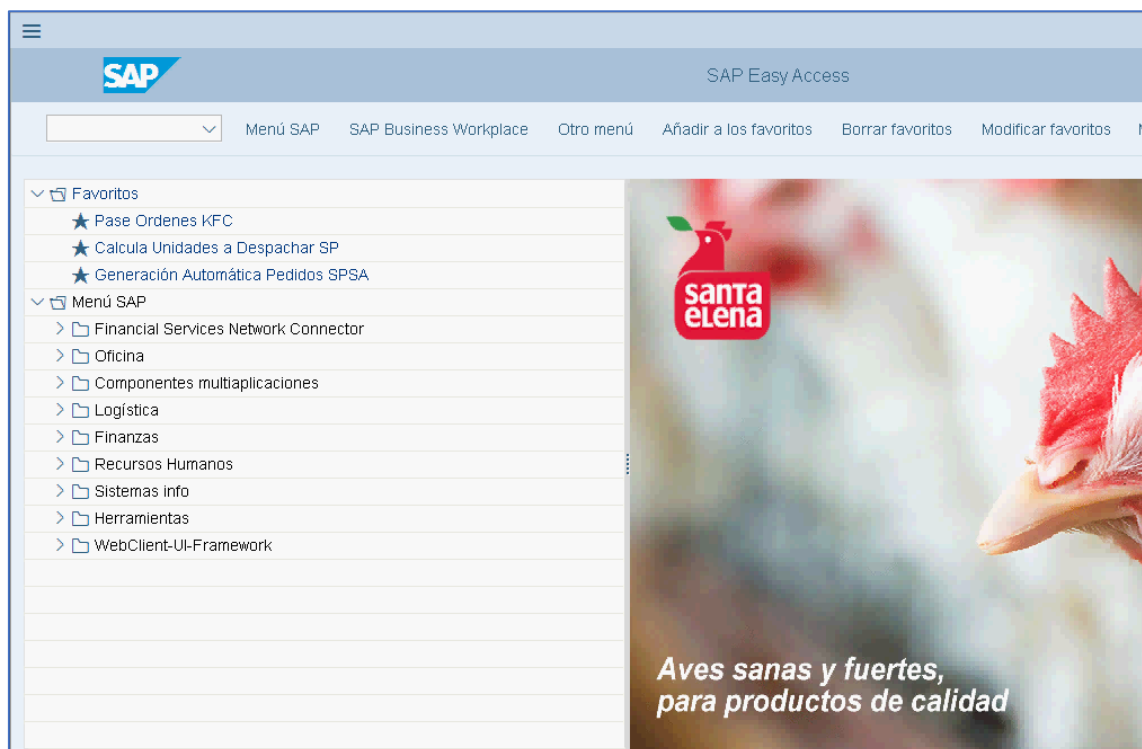 SAP
SAP Easy Access
Menú SAP SAP Business Workplace Otro menú Añadir a los favoritos Borrar favoritos Modificar favoritos
Favoritos
Pase Ordenes KFC
Calcula Unidades a Despachar SP
Generación Automática Pedidos SPSA
Menú SAP
Financial Services Network Connector
Oficina
Componentes multiaplicaciones
Logística
Finanzas
Recursos Humanos
Sistemas info
Herramientas
WebClient-UI-Framework
santa
elena
Aves sanas y fuertes,
para productos de calidad